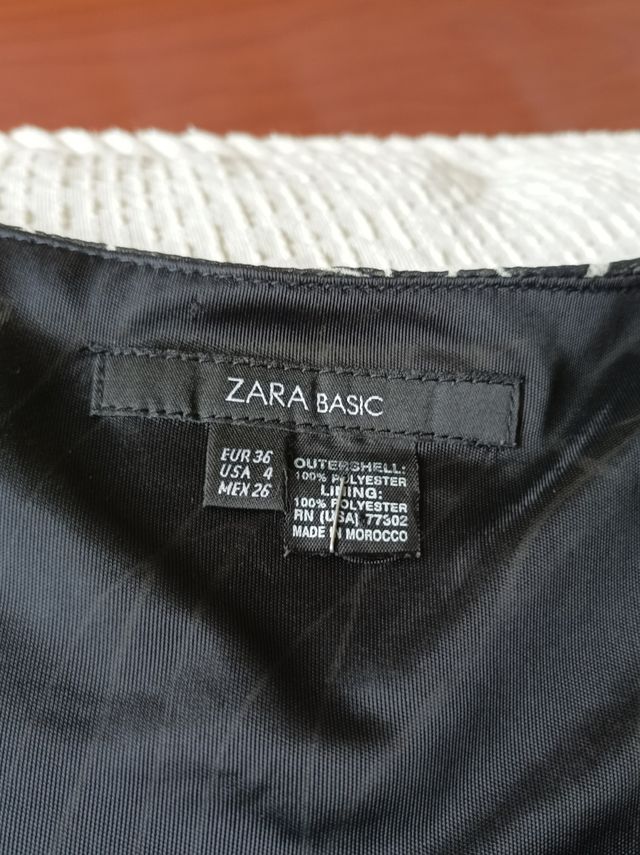 ZARA BASIC
EUR 36
USA 4
MEX 26
OUTERSHELL:
100% POLYESTER
LINING:
100% POLYESTER
RN (USA) 77302
MADE IN MOROCCO